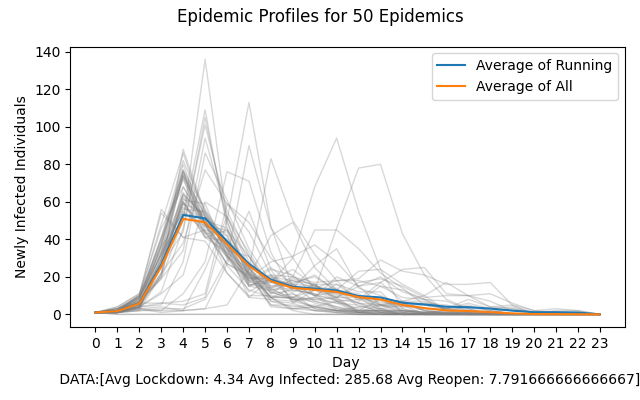 Epidemic Profiles for 50 Epidemics
Newly Infected Individuals
140
120
100
80
60
40
20
0
Average of Running
Average of All
0 1 2 3 4 5 6 7 8 9 10 11 12 13 14 15 16 17 18 19 20 21 22 23
Day
DATA:[Avg Lockdown: 4.34 Avg Infected: 285.68 Avg Reopen: 7.791666666666667]